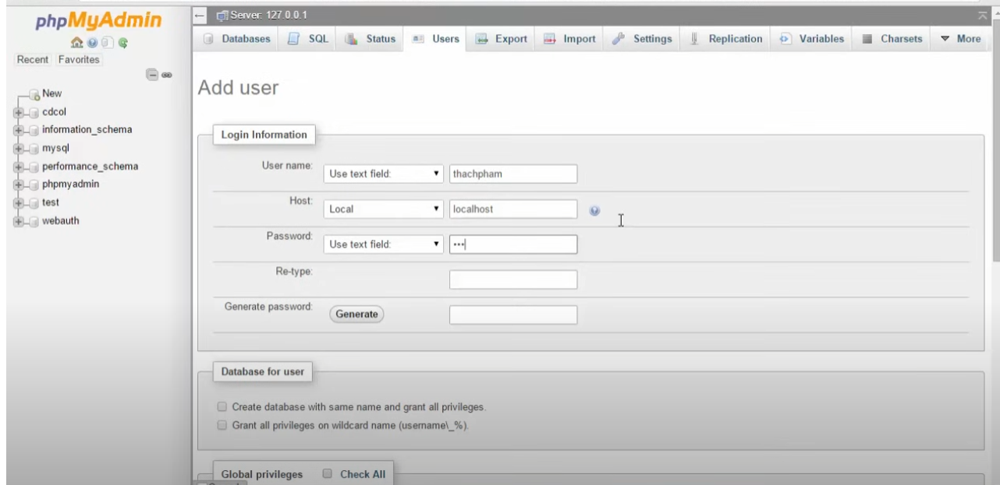 phpMyAdmin
Recent Favorites
New
cdcol
information_schema
mysql
performance_schema
phpmyadmin
test
webauth
Server: 127.0.0.1
Databases SQL Status Users Export Import Settings Replication Variables Charsets More
Add user
Login Information
User name: Use text field: thachpham
Host: Local localhost
Password: Use text field: •••
Re-type:
Generate password: Generate
Database for user
Create database with same name and grant all privileges.
Grant all privileges on wildcard name (username\_%).
Global privileges Check All